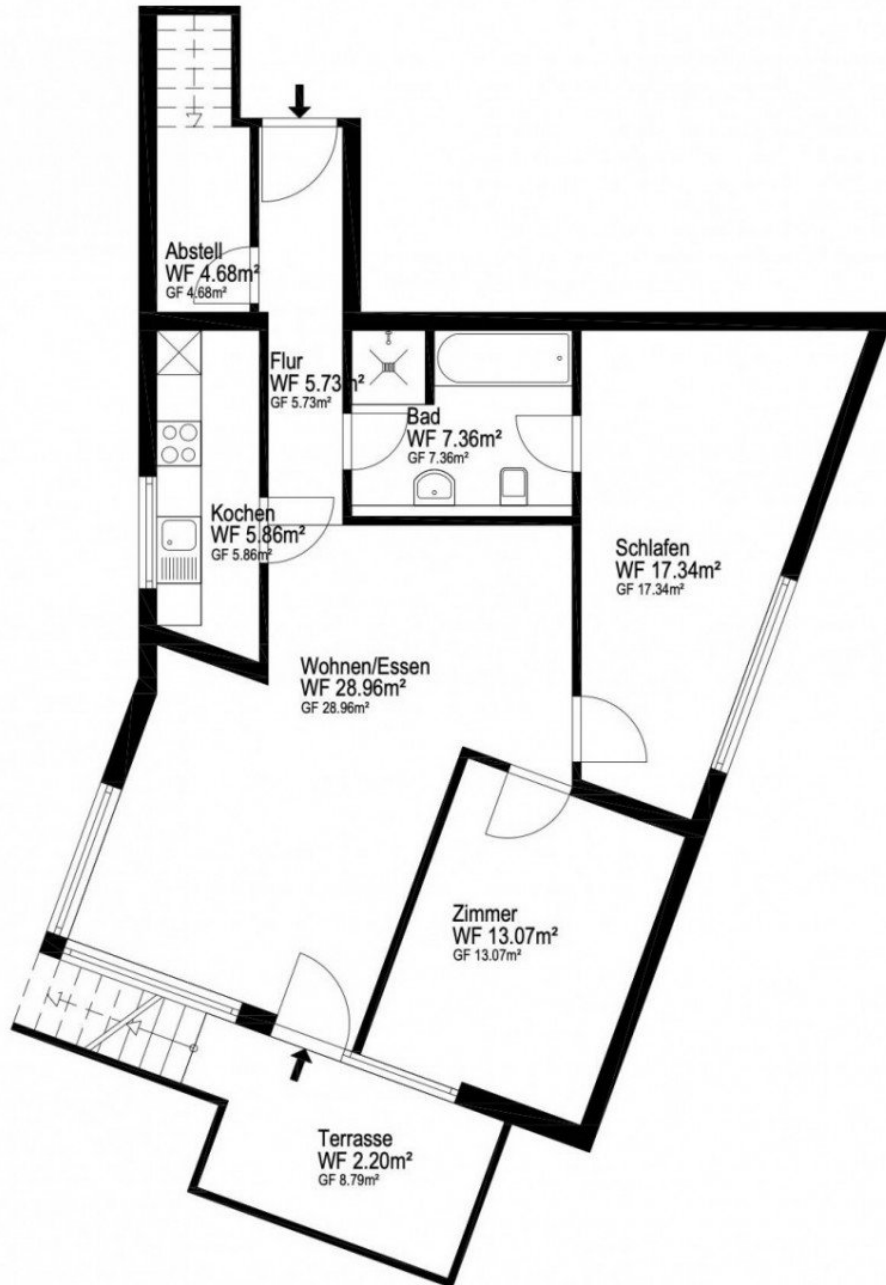 Abstell
WF 4.68m²
GF 4.68m²
Flur
WF 5.73m²
GF 5.73m²
Bad
WF 7.36m²
GF 7.36m²
Kochen
WF 5.86m²
GF 5.86m²
Schlafen
WF 17.34m²
GF 17.34m²
Wohnen/Essen
WF 28.96m²
GF 28.96m²
Zimmer
WF 13.07m²
GF 13.07m²
Terrasse
WF 2.20m²
GF 8.79m²